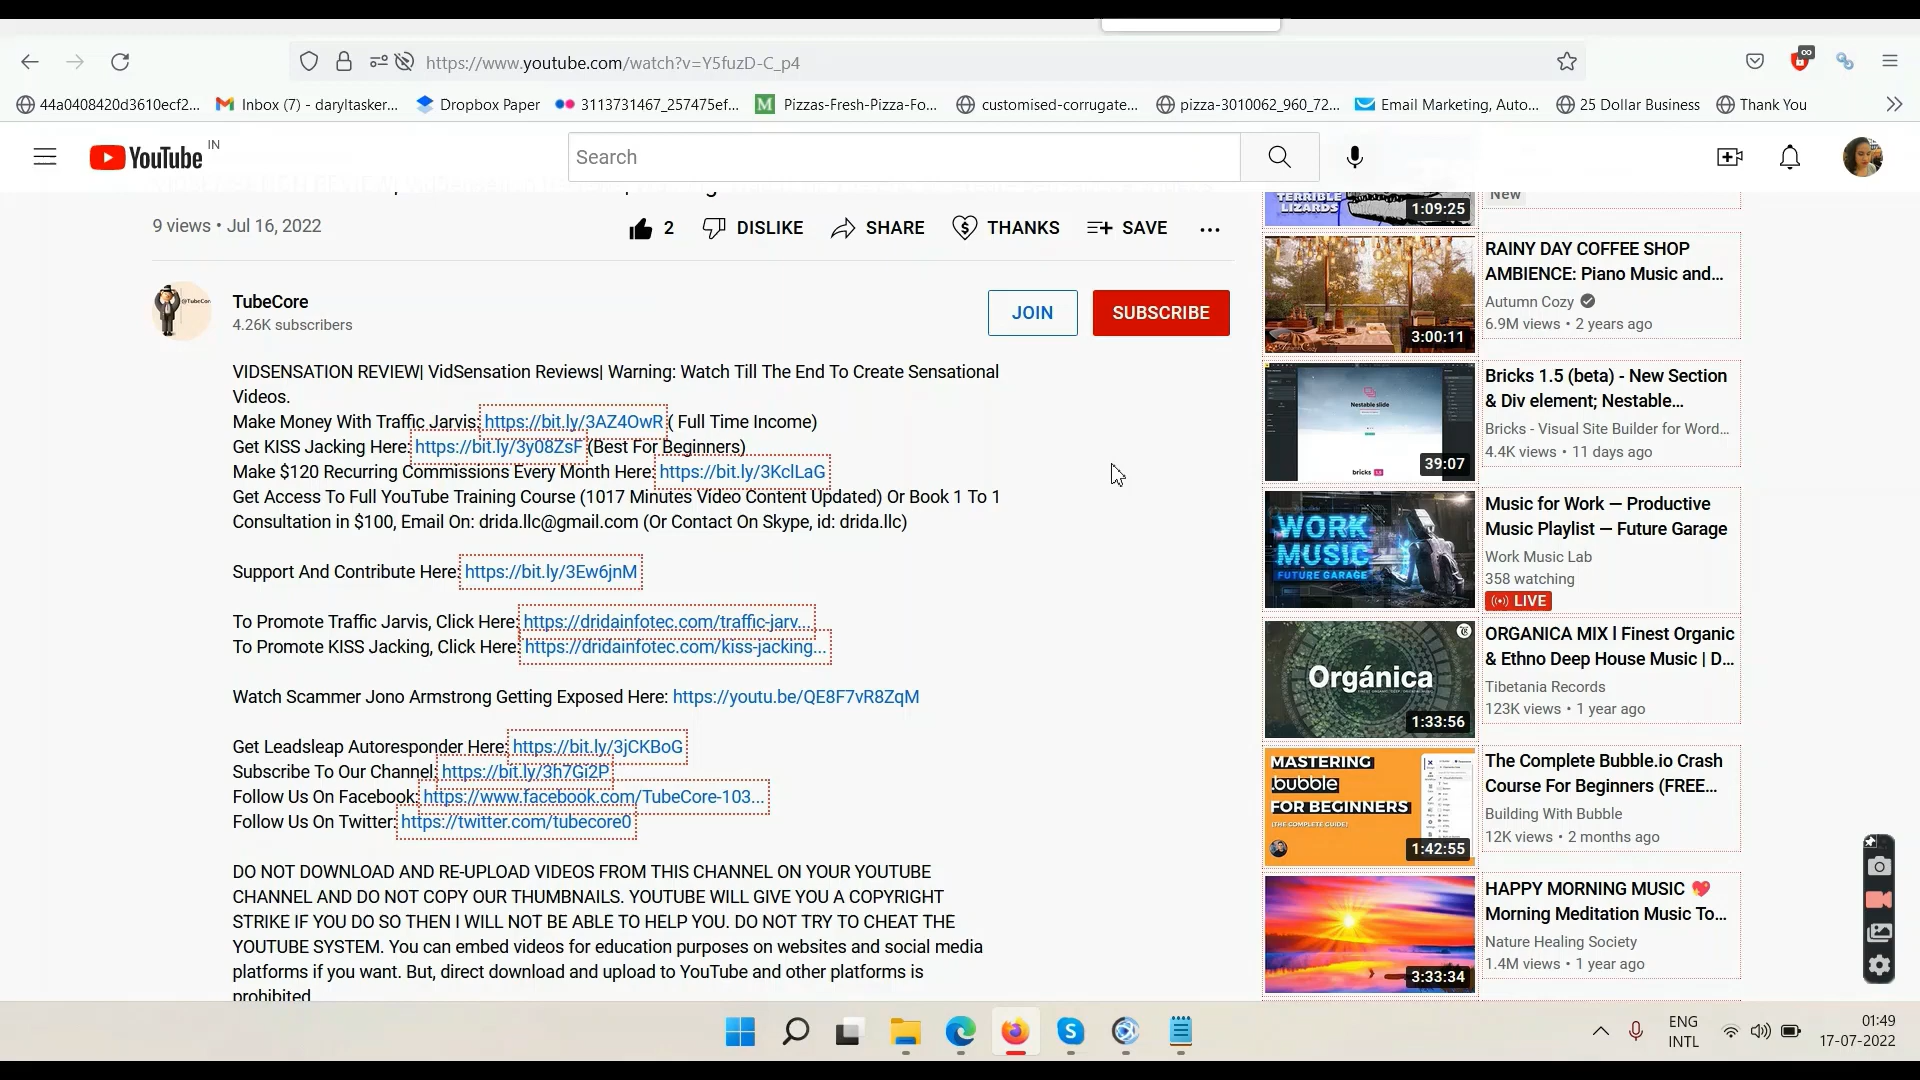 https://www.youtube.com/watch?v=Y5fuzD-C_p4
44a0408420d3610ecf2...
Inbox (7) - daryltasker...
Dropbox Paper
3113731467_257475ef...
Pizzas-Fresh-Pizza-Fo...
customised-corrugate...
pizza-3010062_960_72...
Email Marketing, Auto...
25 Dollar Business
Thank You
YouTube IN
Search
9 views • Jul 16, 2022
2
DISLIKE
SHARE
THANKS
SAVE
TubeCore
4.26K subscribers
JOIN
SUBSCRIBE
VIDSENSATION REVIEW| VidSensation Reviews| Warning: Watch Till The End To Create Sensational
Videos.
Make Money With Traffic Jarvis: https://bit.ly/3AZ4OwR ( Full Time Income)
Get KISS Jacking Here: https://bit.ly/3y08ZsF (Best For Beginners)
Make $120 Recurring Commissions Every Month Here: https://bit.ly/3KclLaG
Get Access To Full YouTube Training Course (1017 Minutes Video Content Updated) Or Book 1 To 1
Consultation in $100, Email On: drida.llc@gmail.com (Or Contact On Skype, id: drida.llc)
Support And Contribute Here: https://bit.ly/3Ew6jnM
To Promote Traffic Jarvis, Click Here: https://dridainfotec.com/traffic-jarv...
To Promote KISS Jacking, Click Here: https://dridainfotec.com/kiss-jacking...
Watch Scammer Jono Armstrong Getting Exposed Here: https://youtu.be/QE8F7vR8ZqM
Get Leadsleap Autoresponder Here: https://bit.ly/3jCKBoG
Subscribe To Our Channel: https://bit.ly/3h7Gi2P
Follow Us On Facebook: https://www.facebook.com/TubeCore-103...
Follow Us On Twitter: https://twitter.com/tubecore0
DO NOT DOWNLOAD AND RE-UPLOAD VIDEOS FROM THIS CHANNEL ON YOUR YOUTUBE
CHANNEL AND DO NOT COPY OUR THUMBNAILS. YOUTUBE WILL GIVE YOU A COPYRIGHT
STRIKE IF YOU DO SO THEN I WILL NOT BE ABLE TO HELP YOU. DO NOT TRY TO CHEAT THE
YOUTUBE SYSTEM. You can embed videos for education purposes on websites and social media
platforms if you want. But, direct download and upload to YouTube and other platforms is
prohibited
TERRIBLE
LIZARDS
1:09:25
New
3:00:11
RAINY DAY COFFEE SHOP
AMBIENCE: Piano Music and...
Autumn Cozy
6.9M views • 2 years ago
Nestable slide
bricks
39:07
Bricks 1.5 (beta) - New Section
& Div element; Nestable...
Bricks - Visual Site Builder for Word...
4.4K views • 11 days ago
WORK
MUSIC
FUTURE GARAGE
Music for Work — Productive
Music Playlist — Future Garage
Work Music Lab
358 watching
LIVE
Orgánica
1:33:56
ORGANICA MIX l Finest Organic
& Ethno Deep House Music | D...
Tibetania Records
123K views • 1 year ago
MASTERING
.bubble
FOR BEGINNERS
(THE COMPLETE GUIDE)
1:42:55
The Complete Bubble.io Crash
Course For Beginners (FREE...
Building With Bubble
12K views • 2 months ago
3:33:34
HAPPY MORNING MUSIC 💖
Morning Meditation Music To...
Nature Healing Society
1.4M views • 1 year ago
ENG
INTL
01:49
17-07-2022